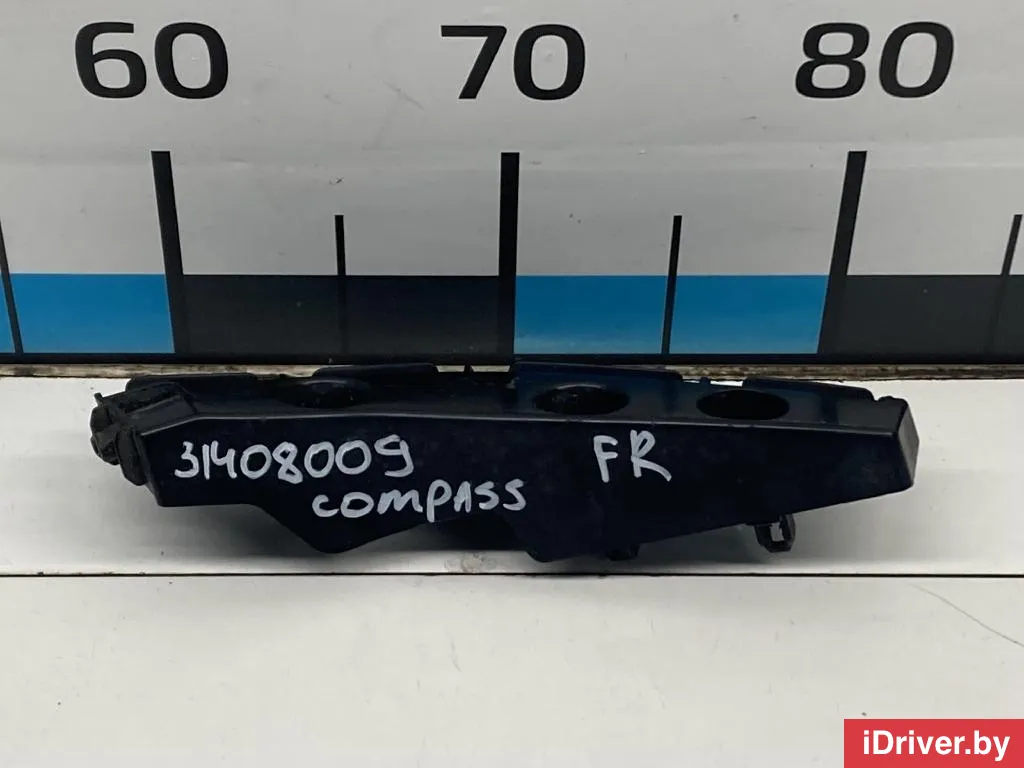 60 70 80
31408009 FR
COMPASS
iDriver.by